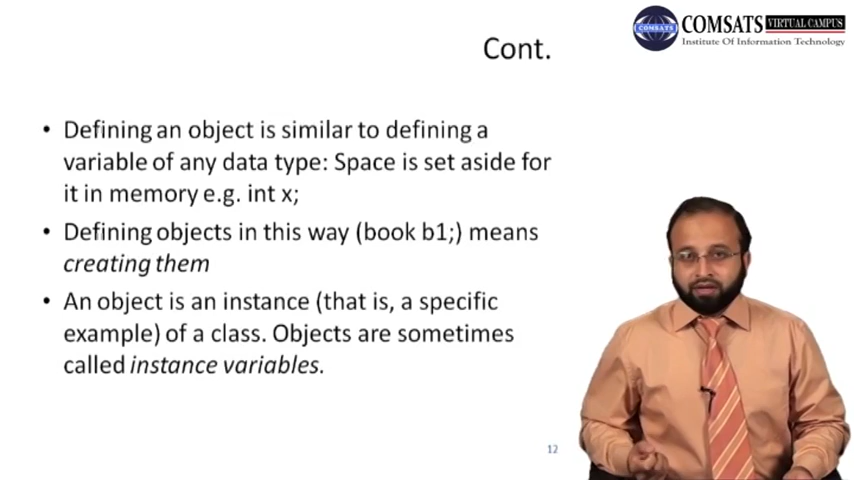 COMSATS VIRTUAL CAMPUS
COMSATS
Institute Of Information Technology
Cont.
• Defining an object is similar to defining a
variable of any data type: Space is set aside for
it in memory e.g. int x;
• Defining objects in this way (book b1;) means
creating them
• An object is an instance (that is, a specific
example) of a class. Objects are sometimes
called instance variables.
12